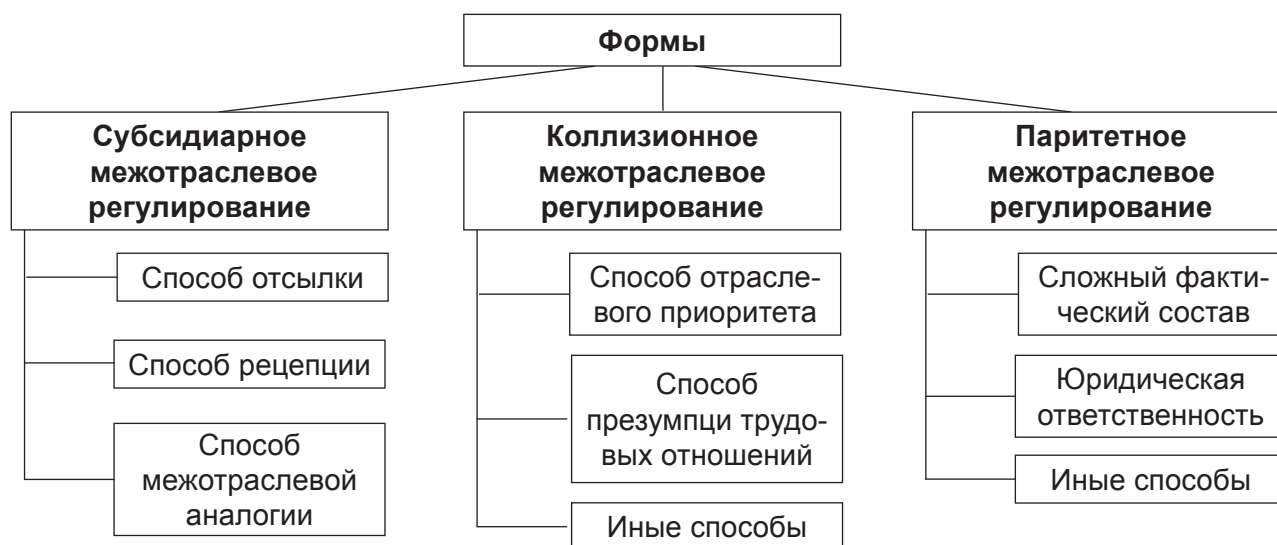 Формы
Субсидиарное
межотраслевое
регулирование
Способ отсылки
Способ рецепции
Способ
межотраслевой
аналогии
Коллизионное
межотраслевое
регулирование
Способ отрасле-
вого приоритета
Способ
презумпци трудо-
вых отношений
Иные способы
Паритетное
межотраслевое
регулирование
Сложный факти-
ческий состав
Юридическая
ответственность
Иные способы